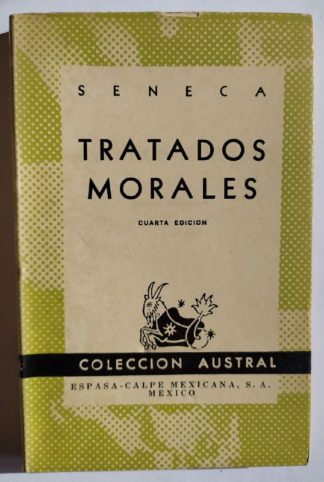 SENECA
TRATADOS
MORALES
CUARTA EDICION
COLECCION AUSTRAL
ESPASA-CALPE MEXICANA, S. A.
MEXICO